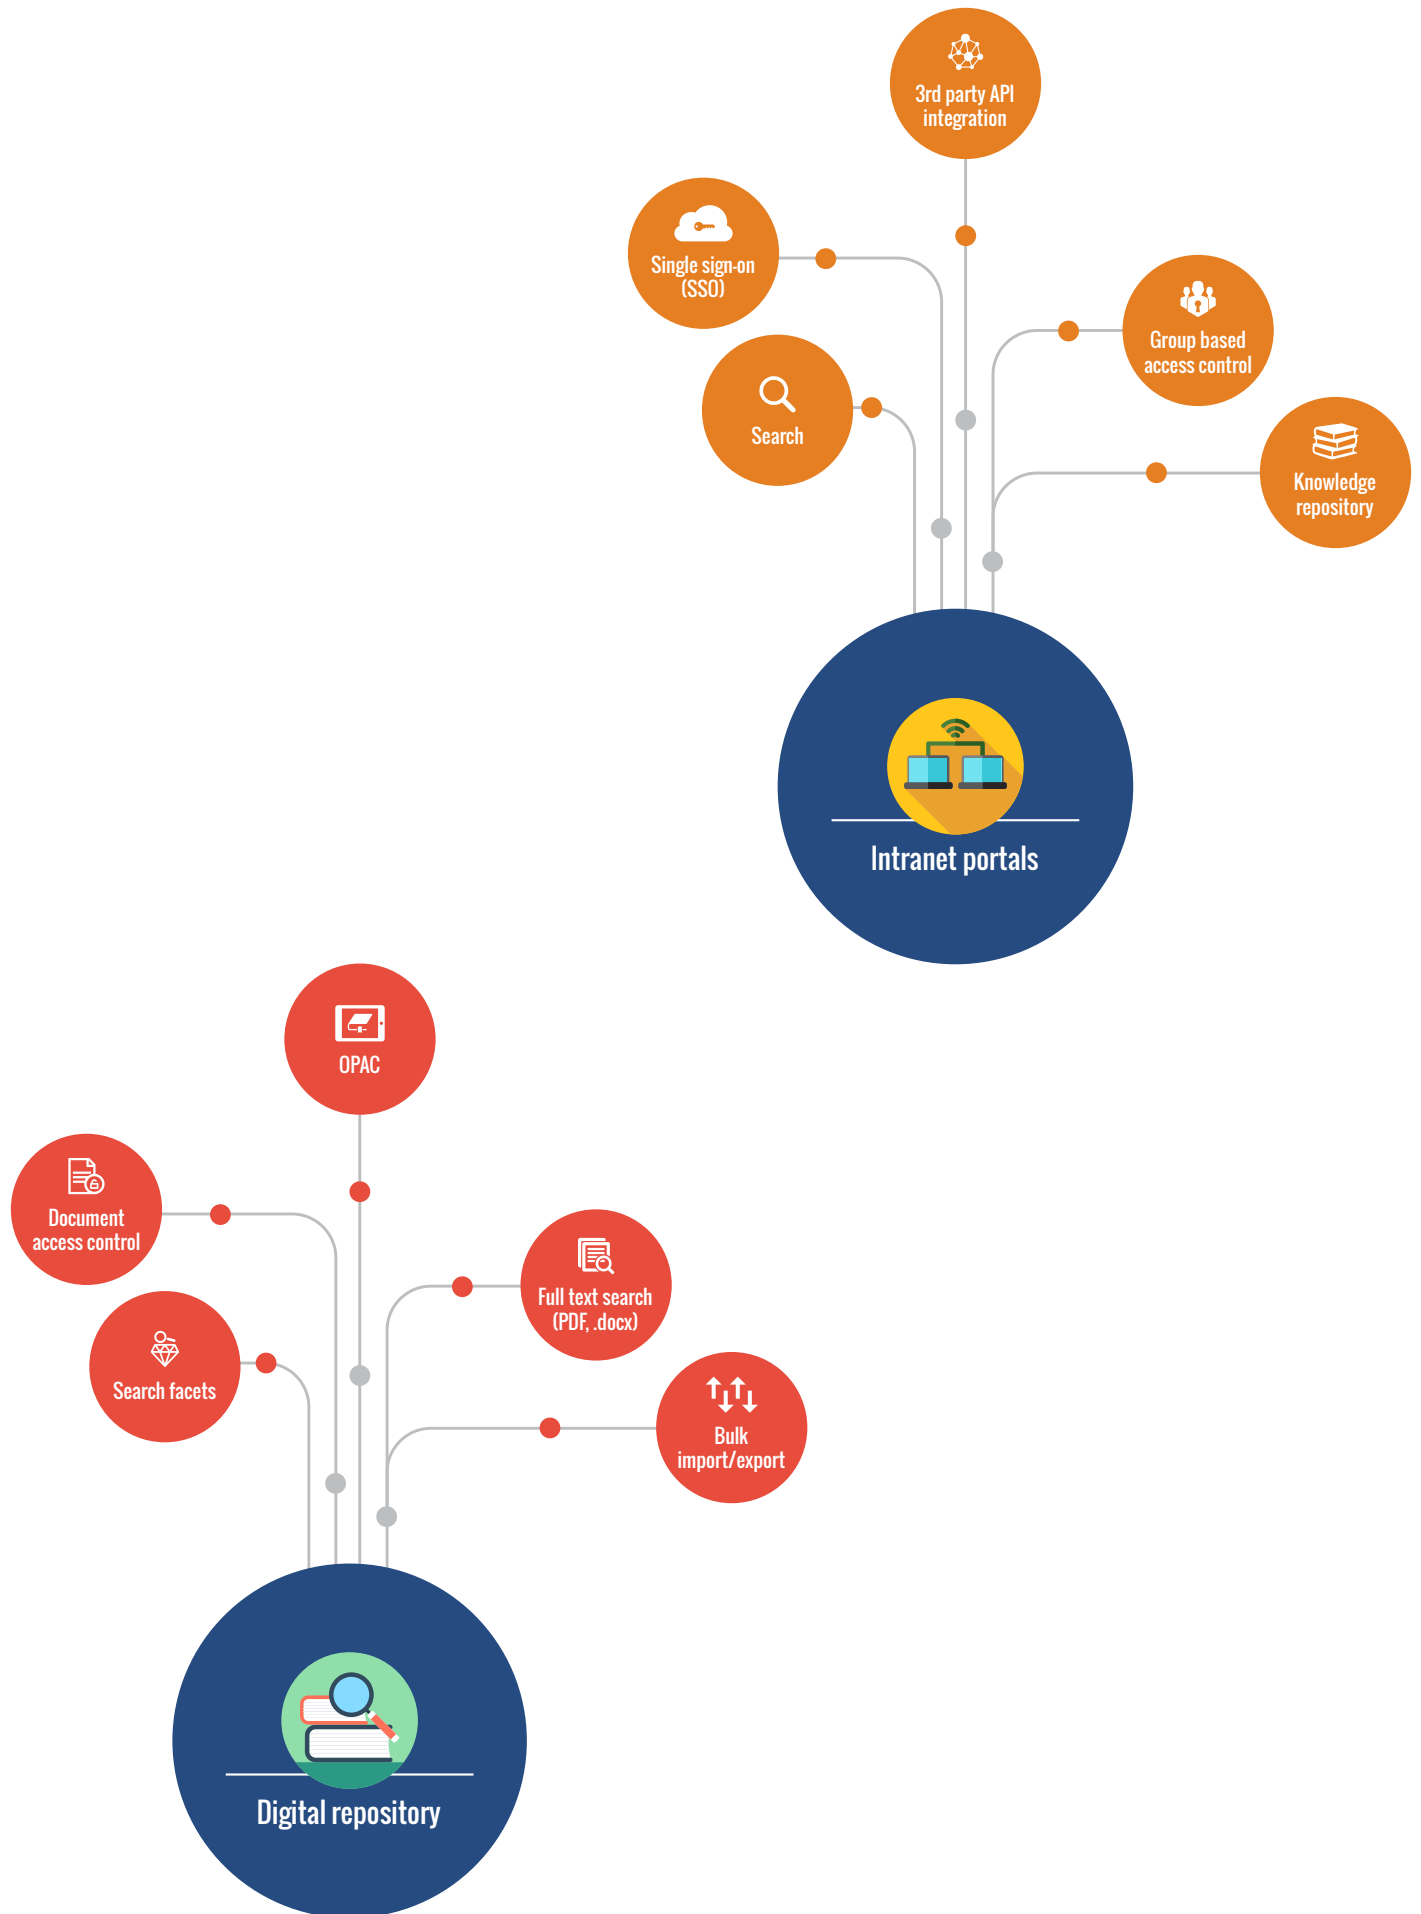 3rd party API
integration
Single sign-on
(SSO)
Group based
access control
Search
Knowledge
repository
Intranet portals
OPAC
Document
access control
Full text search
(PDF, .docx)
Search facets
Bulk
import/export
Digital repository